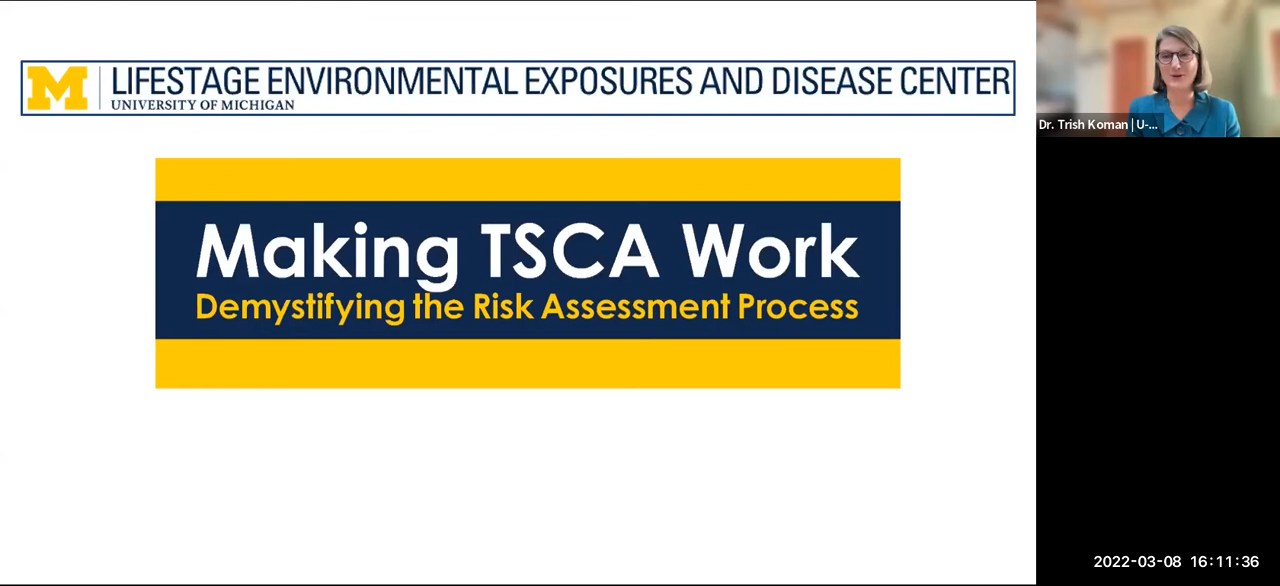 M
LIFESTAGE ENVIRONMENTAL EXPOSURES AND DISEASE CENTER
UNIVERSITY OF MICHIGAN
Making TSCA Work
Demystifying the Risk Assessment Process
Dr. Trish Koman | U-...
2022-03-08 16:11:36